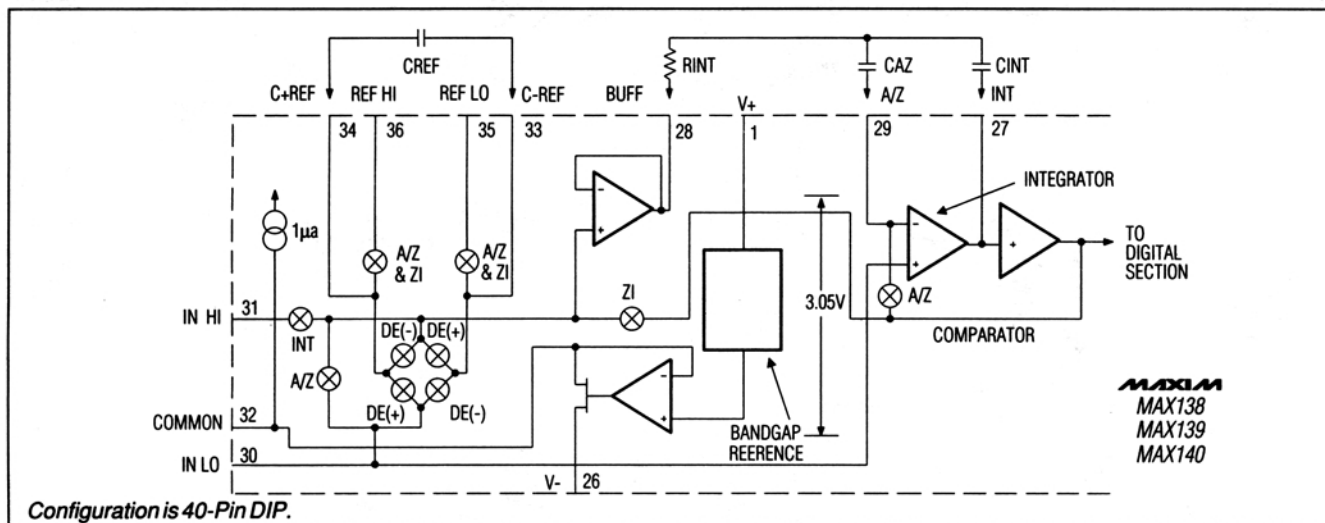 CREF
RINT
CAZ
CINT
C+REF
REF HI
REF LO
C-REF
BUFF
V+
A/Z
INT
34
36
35
33
28
1
29
27
INTEGRATOR
1µa
A/Z
& ZI
A/Z
& ZI
TO
DIGITAL
SECTION
ZI
3.05V
A/Z
31
IN HI
INT
DE(-)
DE(+)
COMPARATOR
A/Z
DE(+)
DE(-)
32
COMMON
30
IN LO
V-
26
BANDGAP
REERENCE
MAXIM
MAX138
MAX139
MAX140
-
+
-
+
+
-
+
Configuration is 40-Pin DIP.